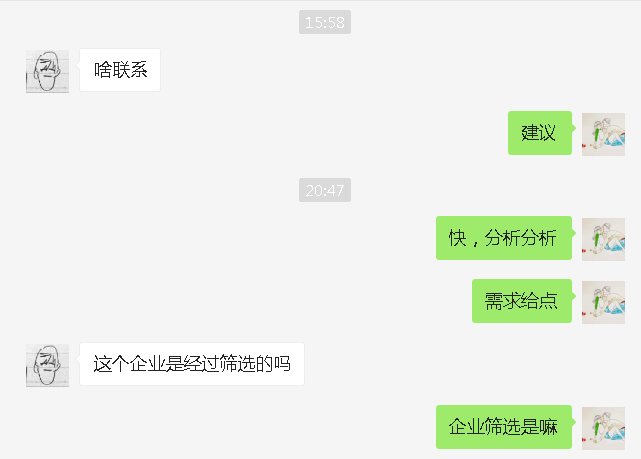 15:58
啥联系
建议
20:47
快，分析分析
需求给点
这个企业是经过筛选的吗
企业筛选是嘛